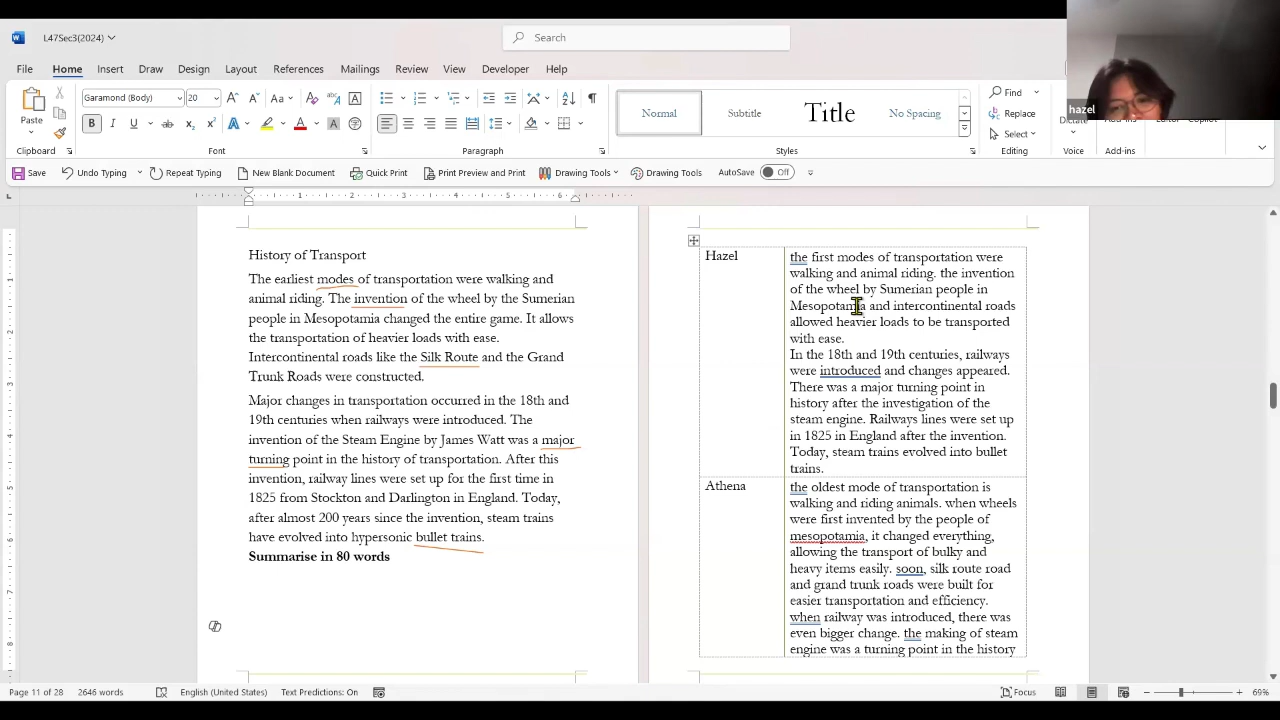 L47Sec3(2024)
Search
File Home Insert Draw Design Layout References Mailings Review View Developer Help
hazel
Paste
Garamond (Body) 20
Find
Replace
Select
Normal Subtitle Title No Spacing
Clipboard Font Paragraph Styles Editing Voice Add-ins
Save Undo Typing Repeat Typing New Blank Document Quick Print Print Preview and Print Drawing Tools Drawing Tools AutoSave Off
History of Transport
The earliest modes of transportation were walking and
animal riding. The invention of the wheel by the Sumerian
people in Mesopotamia changed the entire game. It allows
the transportation of heavier loads with ease.
Intercontinental roads like the Silk Route and the Grand
Trunk Roads were constructed.
Major changes in transportation occurred in the 18th and
19th centuries when railways were introduced. The
invention of the Steam Engine by James Watt was a major
turning point in the history of transportation. After this
invention, railway lines were set up for the first time in
1825 from Stockton and Darlington in England. Today,
after almost 200 years since the invention, steam trains
have evolved into hypersonic bullet trains.
Summarise in 80 words
Hazel
the first modes of transportation were
walking and animal riding. the invention
of the wheel by Sumerian people in
Mesopotamia and intercontinental roads
allowed heavier loads to be transported
with ease.
In the 18th and 19th centuries, railways
were introduced and changes appeared.
There was a major turning point in
history after the investigation of the
steam engine. Railways lines were set up
in 1825 in England after the invention.
Today, steam trains evolved into bullet
trains.
Athena
the oldest mode of transportation is
walking and riding animals. when wheels
were first invented by the people of
mesopotamia, it changed everything,
allowing the transport of bulky and
heavy items easily. soon, silk route road
and grand trunk roads were built for
easier transportation and efficiency.
when railway was introduced, there was
even bigger change. the making of steam
engine was a turning point in the history
Page 11 of 28 2646 words English (United States) Text Predictions: On Focus 69%